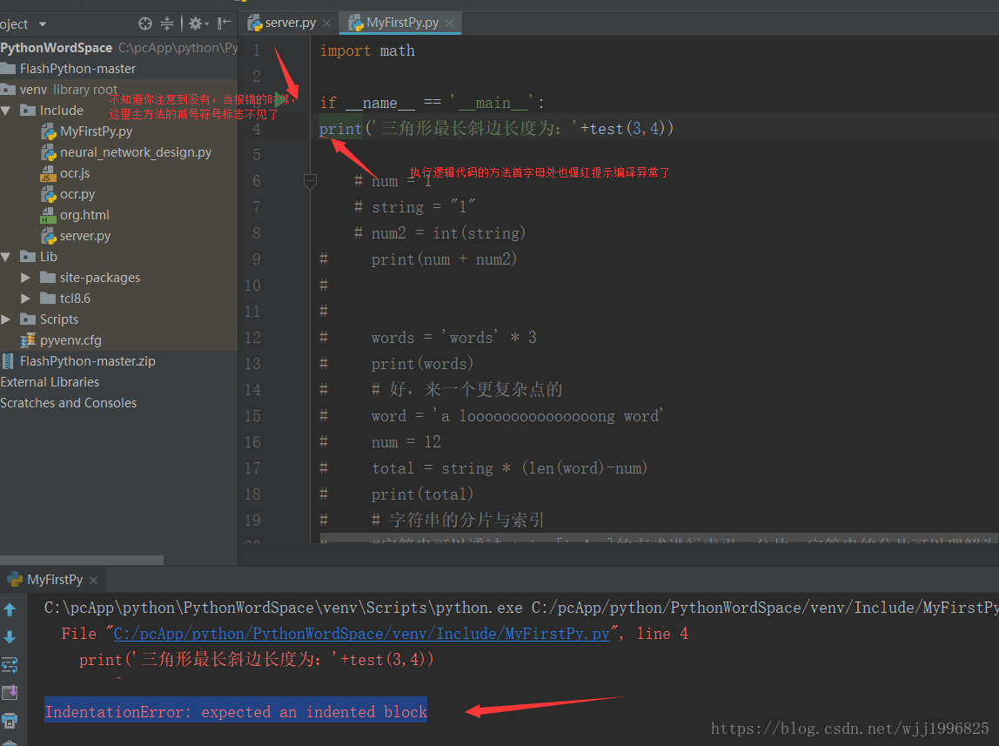 oject
server.py
MyFirstPy.py
PythonWordSpace C:\pcApp\python\Py
FlashPython-master
venv library root
Include
MyFirstPy.py
neural_network_design.py
ocr.js
ocr.py
org.html
server.py
Lib
site-packages
tcl8.6
Scripts
pyvenv.cfg
FlashPython-master.zip
External Libraries
Scratches and Consoles
不知道你注意到没有，当报错的时候，
这里主方法的减号符号标志不见了
1 import math
2
if __name__ == '__main__':
4 print('三角形最长斜边长度为：'+test(3,4))
5
执行逻辑代码的方法首字母处也爆红提示编译异常了
6 # num = 1
7 # string = "1"
8 # num2 = int(string)
9 # print(num + num2)
10 #
11 #
12 # words = 'words' * 3
13 # print(words)
14 # # 好，来一个更复杂点的
15 # word = 'a looooooooooooooong word'
16 # num = 12
17 # total = string * (len(word)-num)
18 # print(total)
19 # # 字符串的分片与索引
MyFirstPy
C:\pcApp\python\PythonWordSpace\venv\Scripts\python.exe C:/pcApp/python/PythonWordSpace/venv/Include/MyFirstPy
File "C:/pcApp/python/PythonWordSpace/venv/Include/MyFirstPy.py", line 4
print('三角形最长斜边长度为：'+test(3,4))
^
IndentationError: expected an indented block
https://blog.csdn.net/wjj1996825